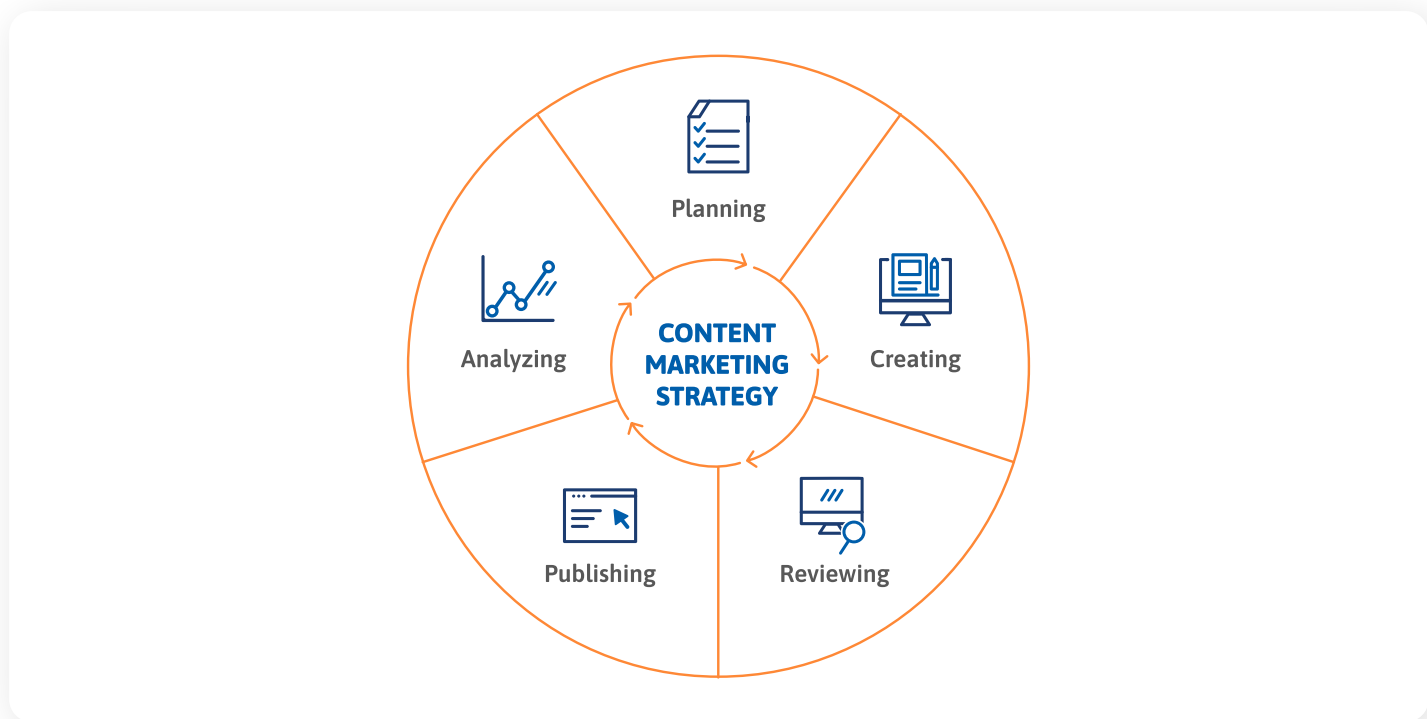 Planning
Creating
Reviewing
Publishing
Analyzing
CONTENT
MARKETING
STRATEGY